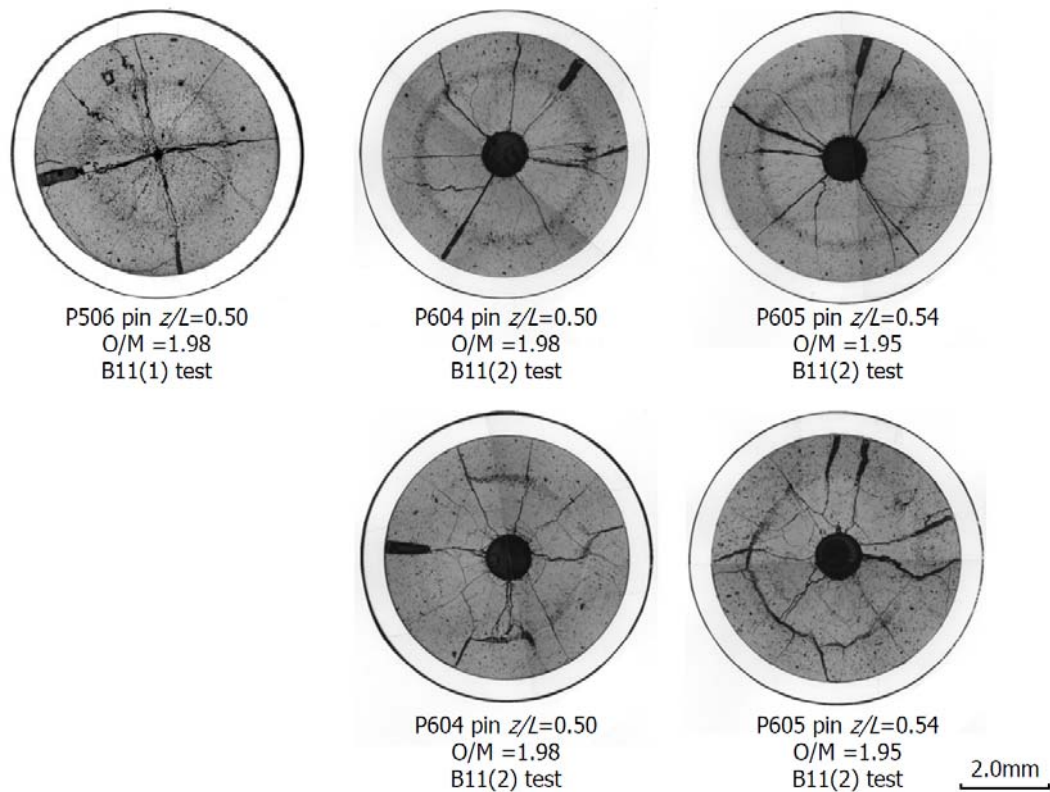 P506 pin z/L=0.50
O/M =1.98
B11(1) test
P604 pin z/L=0.50
O/M =1.98
B11(2) test
P605 pin z/L=0.54
O/M =1.95
B11(2) test
P604 pin z/L=0.50
O/M =1.98
B11(2) test
P605 pin z/L=0.54
O/M =1.95
B11(2) test
2.0mm